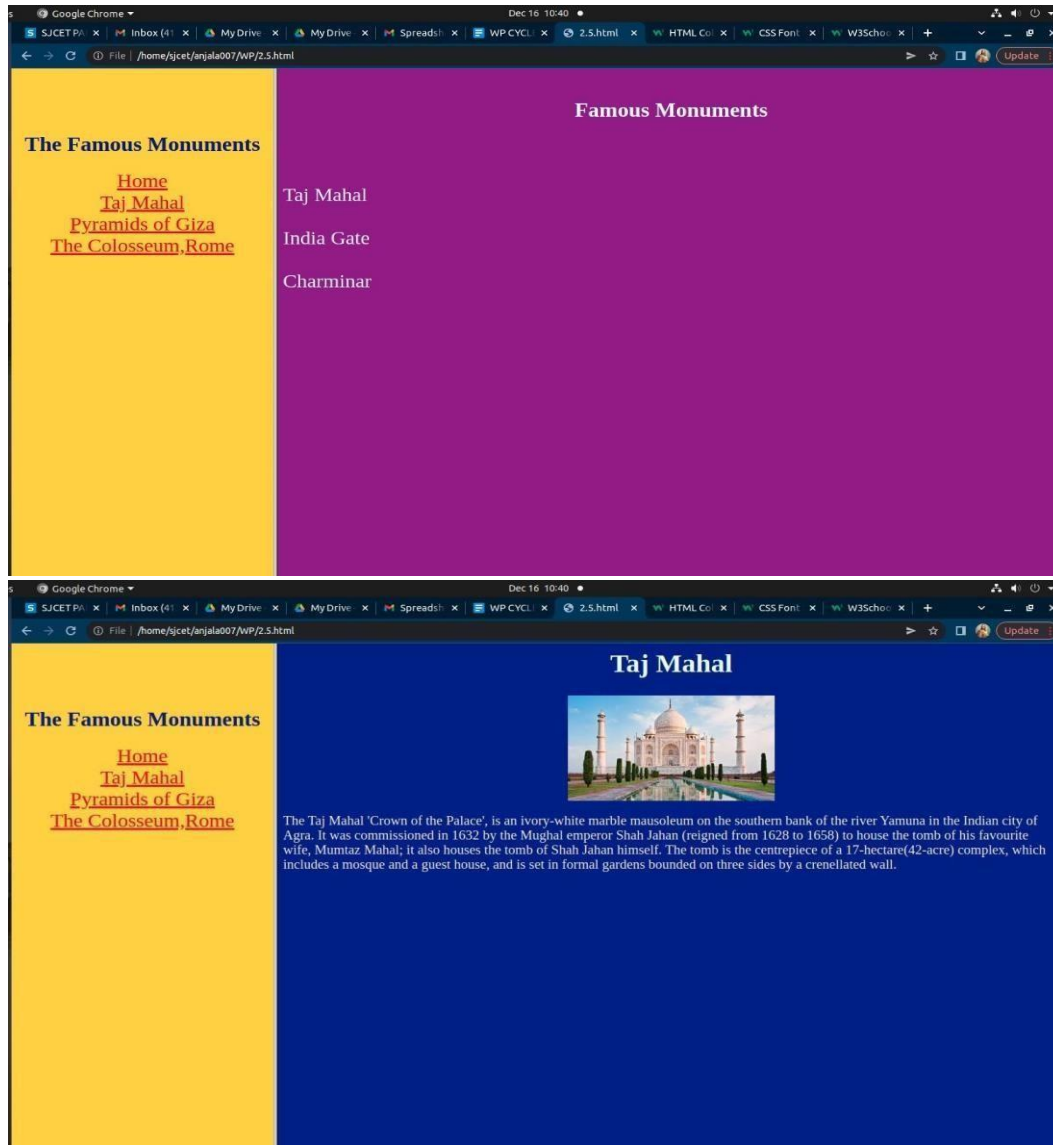 Google Chrome
Dec 16 10:40
SJCET PA
Inbox (41
My Drive
My Drive
Spreadsh
WP CYCL
2.5.html
HTML Col
CSS Font
W3Schoo
File | /home/sjcet/anjala007/WP/2.5.html
Update
The Famous Monuments
Home
Taj Mahal
Pyramids of Giza
The Colosseum,Rome
Famous Monuments
Taj Mahal
India Gate
Charminar
Google Chrome
Dec 16 10:40
SJCET PA
Inbox (41
My Drive
My Drive
Spreadsh
WP CYCL
2.5.html
HTML Col
CSS Font
W3Schoo
File | /home/sjcet/anjala007/WP/2.5.html
Update
The Famous Monuments
Home
Taj Mahal
Pyramids of Giza
The Colosseum,Rome
Taj Mahal
The Taj Mahal 'Crown of the Palace', is an ivory-white marble mausoleum on the southern bank of the river Yamuna in the Indian city of
Agra. It was commissioned in 1632 by the Mughal emperor Shah Jahan (reigned from 1628 to 1658) to house the tomb of his favourite
wife, Mumtaz Mahal; it also houses the tomb of Shah Jahan himself. The tomb is the centrepiece of a 17-hectare(42-acre) complex, which
includes a mosque and a guest house, and is set in formal gardens bounded on three sides by a crenellated wall.